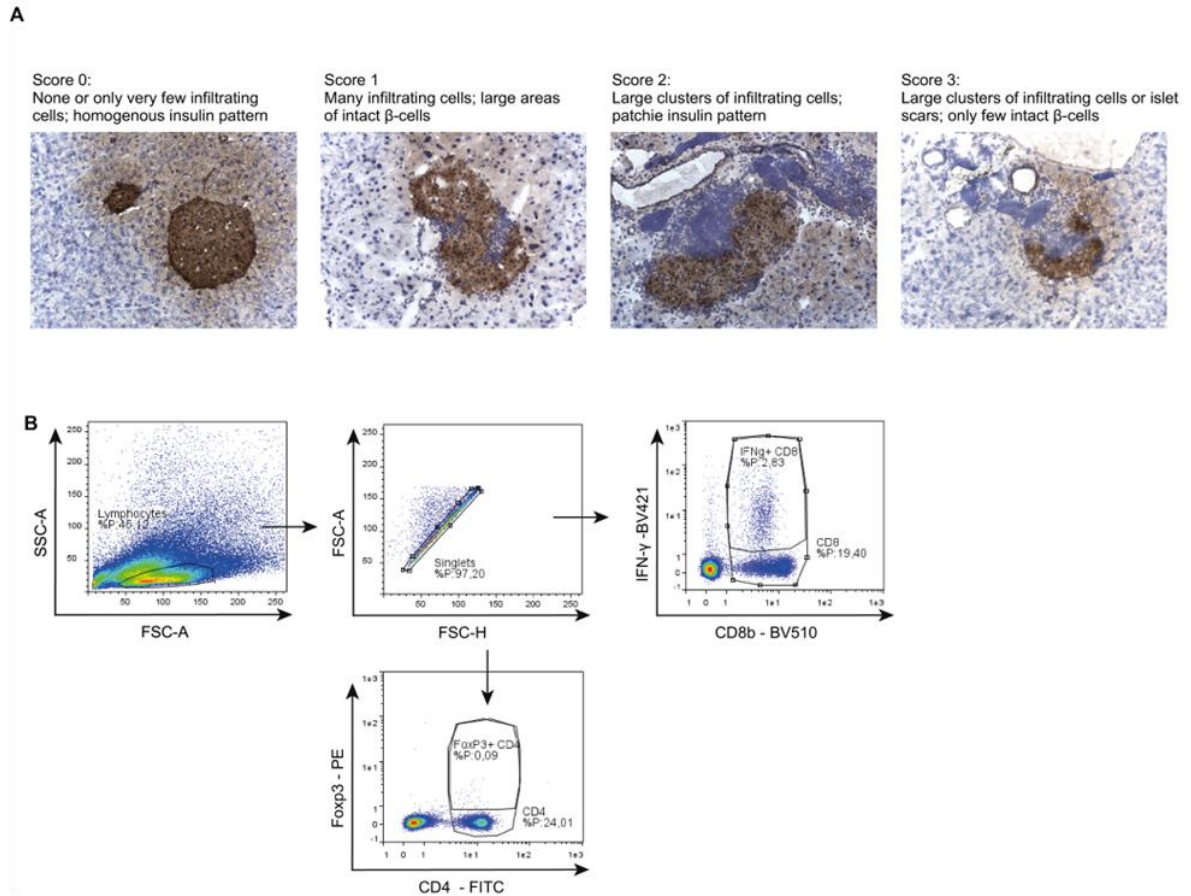 A
Score 0:
None or only very few infiltrating
cells; homogenous insulin pattern
Score 1
Many infiltrating cells; large areas
of intact β-cells
Score 2:
Large clusters of infiltrating cells;
patchie insulin pattern
Score 3:
Large clusters of infiltrating cells or islet
scars; only few intact β-cells
B
SSC-A
250
200
150
100
50
Lymphocytes
%P:46,12
50 100 150 200 250
FSC-A
FSC-A
250
200
150
100
50
Singlets
%P:97,20
50 100 150 200 250
FSC-H
IFN-γ -BV421
1e3
1e2
1e1
1
0
-1
IFNg+ CD8
%P:2,83
CD8
%P:19,40
1 0 1 1e1 1e2 1e3
CD8b - BV510
Foxp3 - PE
1e3
1e2
1e1
1
0
-1
FoxP3+ CD4
%P:0,09
CD4
%P:24,01
1 0 1 1e1 1e2 1e3
CD4 - FITC